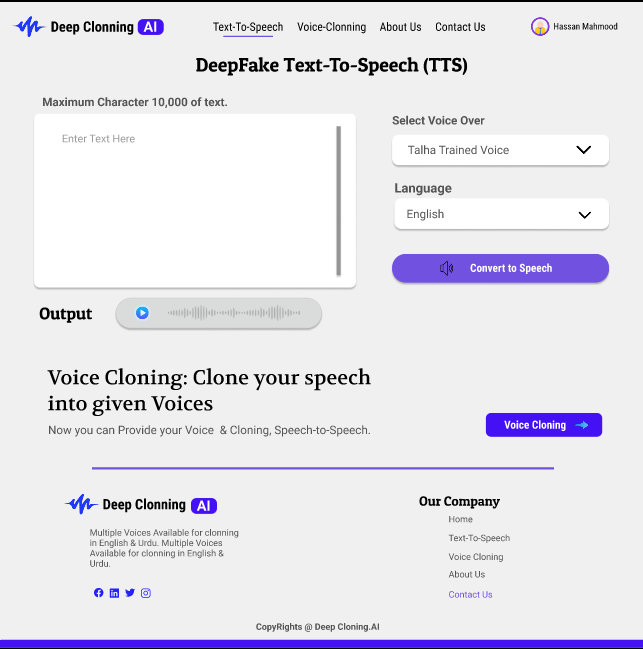 Deep Clonning AI
Text-To-Speech Voice-Clonning About Us Contact Us
Hassan Mahmood
DeepFake Text-To-Speech (TTS)
Maximum Character 10,000 of text.
Enter Text Here
Select Voice Over
Talha Trained Voice
Language
English
Convert to Speech
Output
Voice Cloning: Clone your speech
into given Voices
Now you can Provide your Voice & Cloning, Speech-to-Speech.
Voice Cloning
Deep Clonning AI
Multiple Voices Available for clonning
in English & Urdu. Multiple Voices
Available for clonning in English &
Urdu.
Our Company
Home
Text-To-Speech
Voice Cloning
About Us
Contact Us
CopyRights @ Deep Cloning.AI